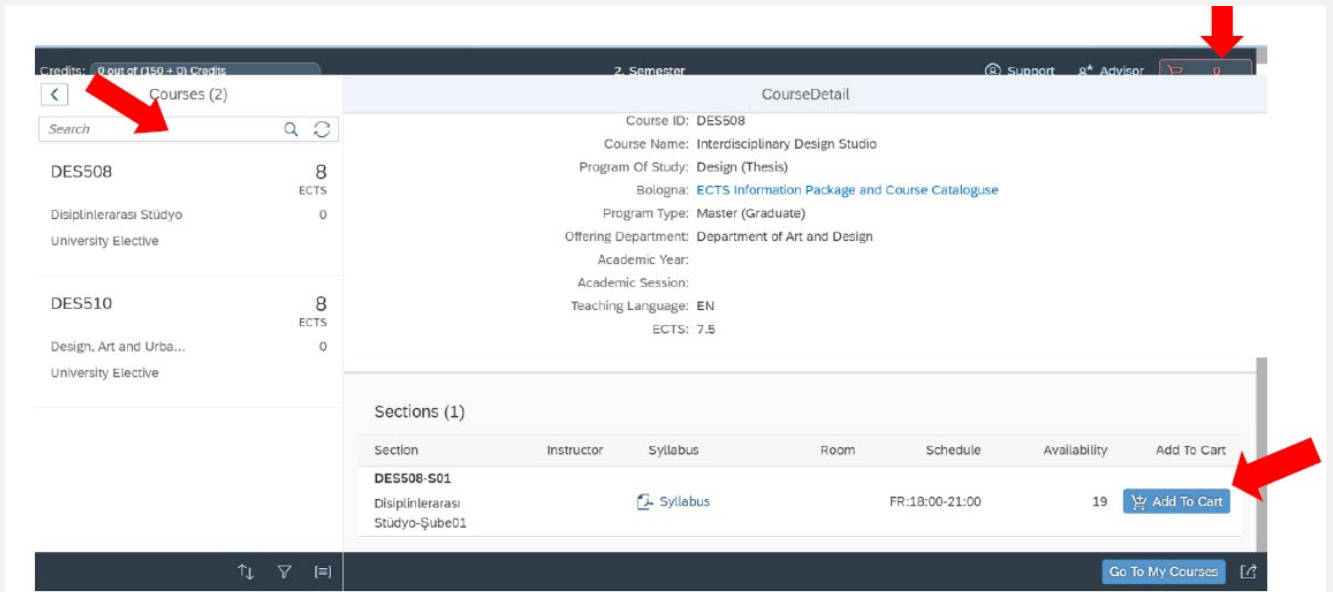 Credits: 0 out of (150 + 0) Credits
2. Semester
Support
Advisor
0
Courses (2)
CourseDetail
Search
DES508
8
ECTS
Disiplinlerarası Stüdyo
0
University Elective
DES510
8
ECTS
Design, Art and Urba...
0
University Elective
Course ID: DES508
Course Name: Interdisciplinary Design Studio
Program Of Study: Design (Thesis)
Bologna: ECTS Information Package and Course Cataloguse
Program Type: Master (Graduate)
Offering Department: Department of Art and Design
Academic Year:
Academic Session:
Teaching Language: EN
ECTS: 7.5
Sections (1)
Section Instructor Syllabus Room Schedule Availability Add To Cart
DES508-S01
Disiplinlerarası
Stüdyo-Şube01
Syllabus
FR:18:00-21:00
19
Add To Cart
Go To My Courses